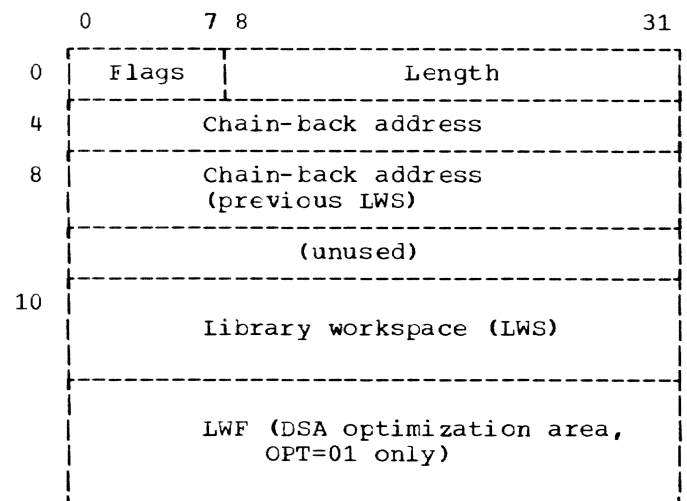 0 7 8 31
0 Flags Length
4 Chain-back address
8 Chain-back address
(previous LWS)
(unused)
10
Library workspace (LWS)
LWF (DSA optimization area,
OPT=01 only)